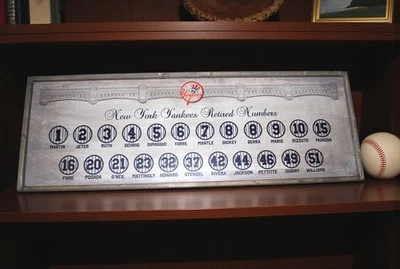 New York Yankees Retired Numbers
1 2 3 4 5 6 7 8 8 9 10 15
MARTIN JETER RUTH GEHRIG DIMAGGIO TORRE MANTLE DICKEY BERRA MARIS RIZZUTO MUNSON
16 20 21 23 32 37 42 44 46 49 51
FORD POSADA O'NEIL MATTINGLY HOWARD STENGEL RIVERA JACKSON PETTITTE GUIDRY WILLIAMS